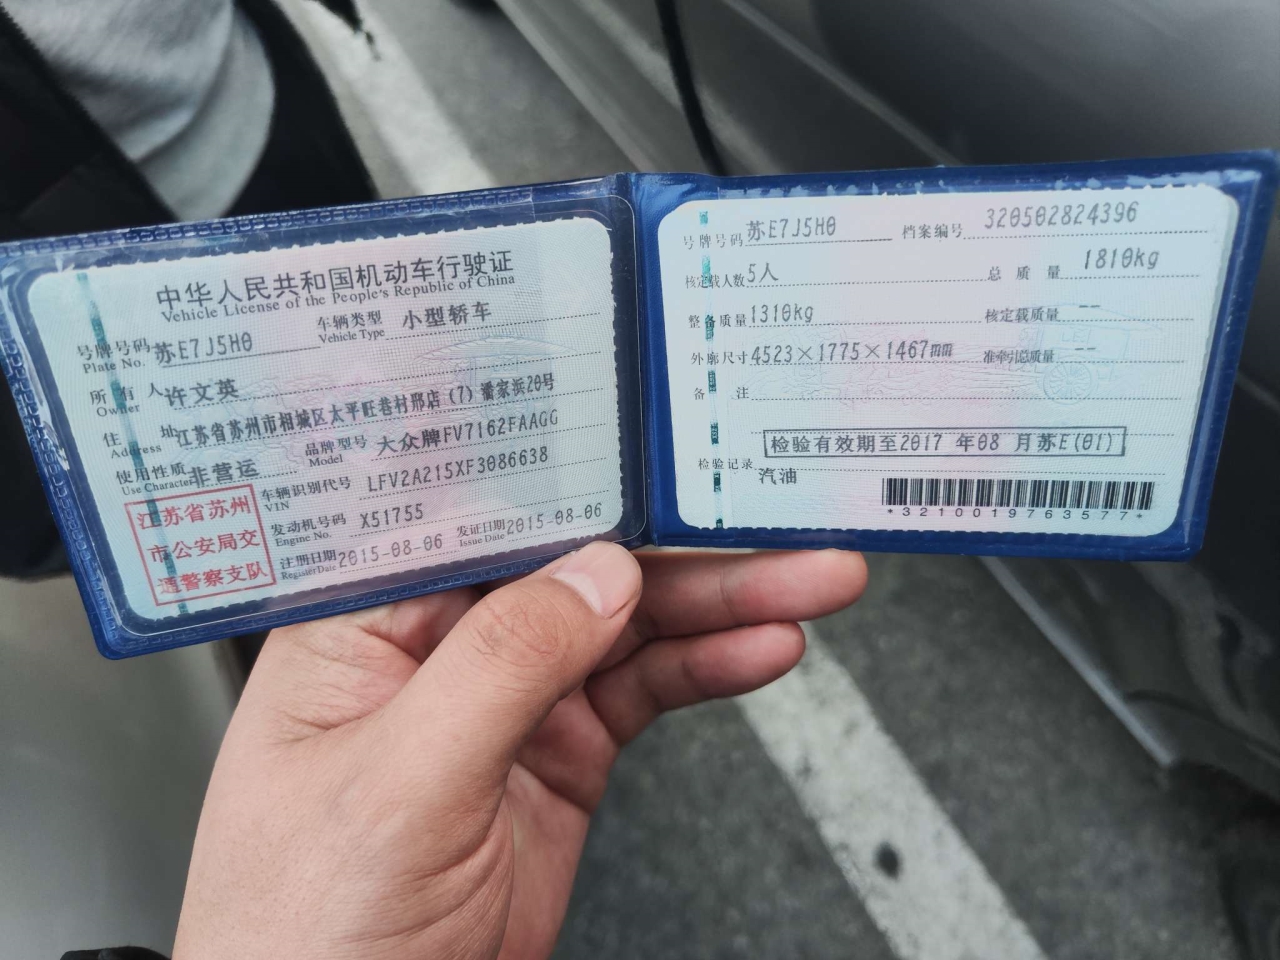 中华人民共和国机动车行驶证
Vehicle License of the People's Republic of China
号牌号码 苏E7J5H0 车辆类型 小型轿车
Plate No. Vehicle Type
所有人 许文英
Owner
住址 江苏省苏州市相城区太平旺巷村邢店(7)潘家浜20号
Address
使用性质 非营运 品牌型号 大众牌FV7162FAAGG
Use Character Model
江苏省苏州
市公安局交
通警察支队
车辆识别代号 LFV2A215XF3086638
VIN
发动机号码 X51755
Engine No.
注册日期 2015-08-06 发证日期 2015-08-06
Register Date Issue Date
号牌号码 苏E7J5H0 档案编号 320502824396
核定载人数 5人 总质量 1810kg
整备质量 1310kg 核定载质量 --
外廓尺寸 4523×1775×1467mm 准牵引总质量 --
备注
检验有效期至2017 年08 月苏E(01)
检验记录
汽油
*3210019763577*